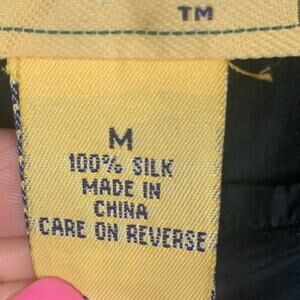 TM
M
100% SILK
MADE IN
CHINA
CARE ON REVERSE